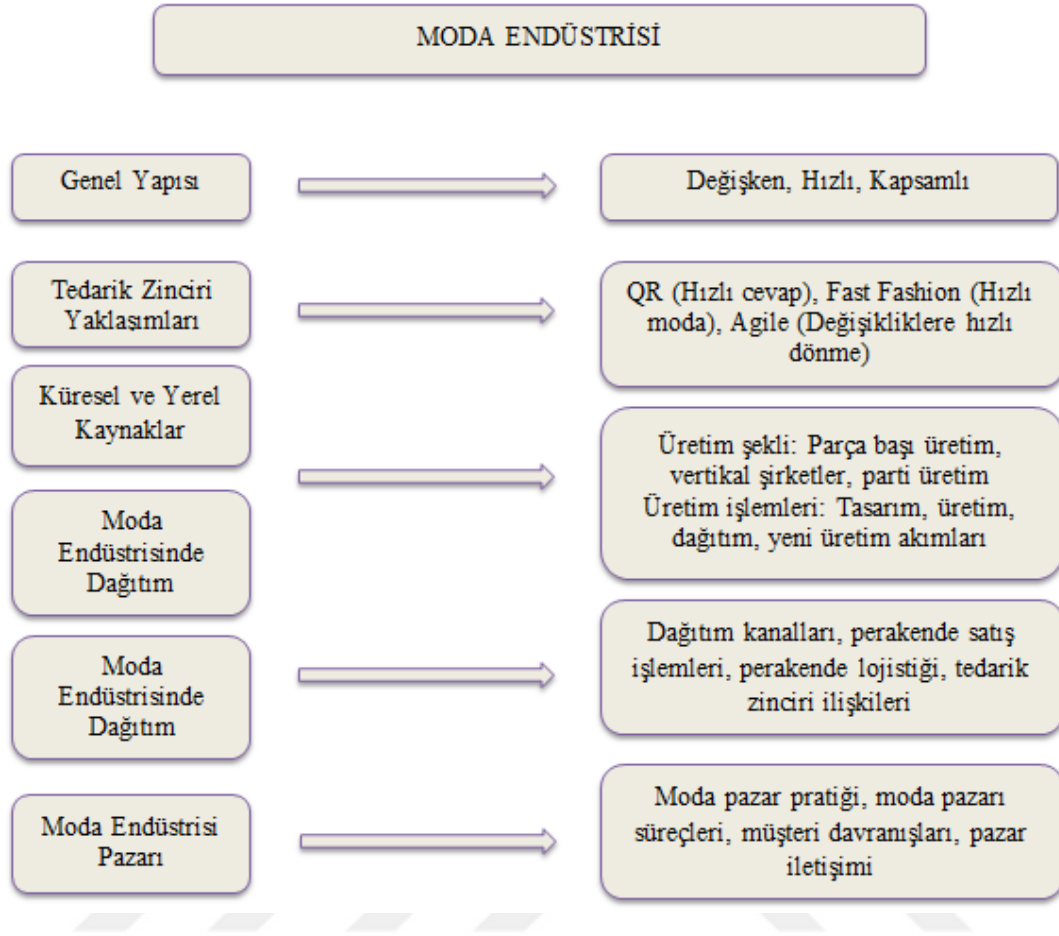 MODA ENDÜSTRİSİ
Genel Yapısı
Değişken, Hızlı, Kapsamlı
Tedarik Zinciri
Yaklaşımları
QR (Hızlı cevap), Fast Fashion (Hızlı
moda), Agile (Değişikliklere hızlı
dönme)
Küresel ve Yerel
Kaynaklar
Moda
Endüstrisinde
Dağıtım
Üretim şekli: Parça başı üretim,
vertikal şirketler, parti üretim
Üretim işlemleri: Tasarım, üretim,
dağıtım, yeni üretim akımları
Moda
Endüstrisinde
Dağıtım
Dağıtım kanalları, perakende satış
işlemleri, perakende lojistiği, tedarik
zinciri ilişkileri
Moda Endüstrisi
Pazarı
Moda pazar pratiği, moda pazarı
süreçleri, müşteri davranışları, pazar
iletişimi